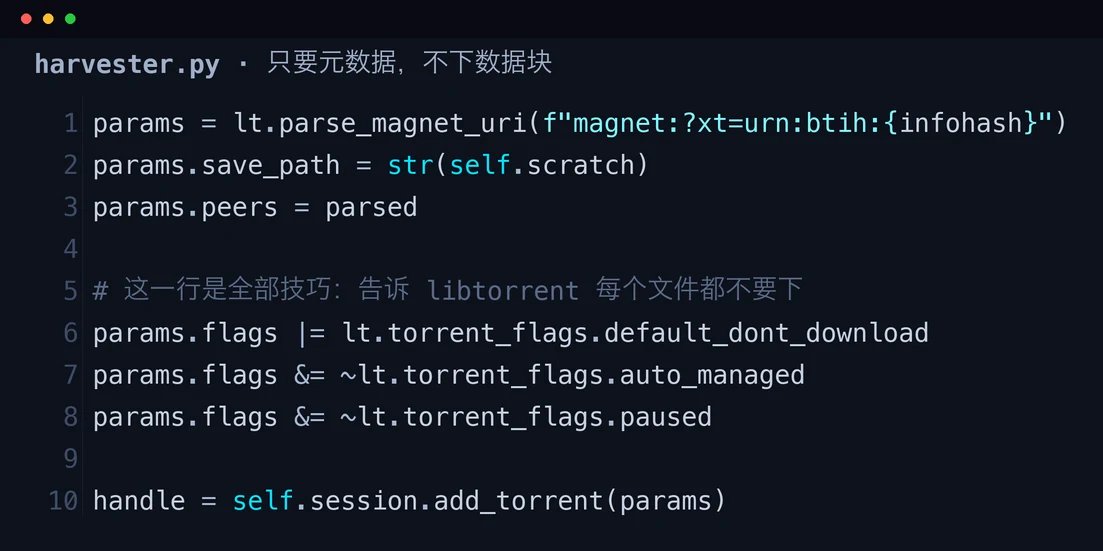 harvester.py · 只要元数据，不下数据块
1 params = lt.parse_magnet_uri(f"magnet:?xt=urn:btih:{infohash}")
2 params.save_path = str(self.scratch)
3 params.peers = parsed
4
5 # 这一行是全部技巧：告诉 libtorrent 每个文件都不要下
6 params.flags |= lt.torrent_flags.default_dont_download
7 params.flags &= ~lt.torrent_flags.auto_managed
8 params.flags &= ~lt.torrent_flags.paused
9
10 handle = self.session.add_torrent(params)